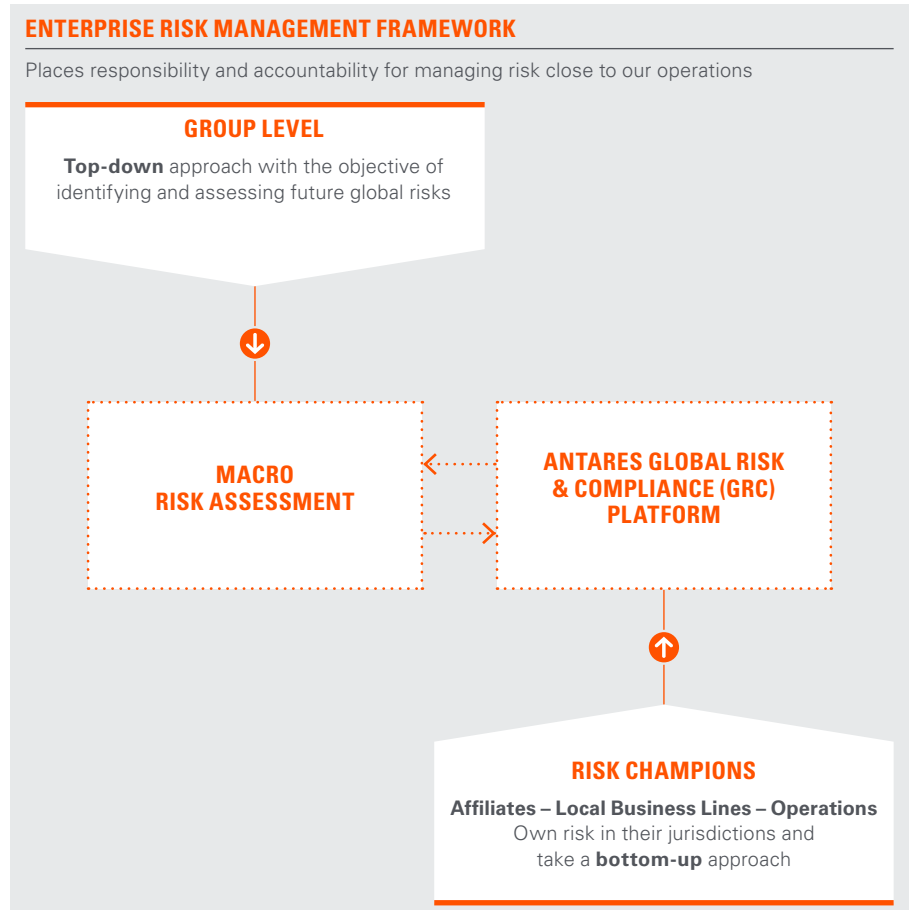 ENTERPRISE RISK MANAGEMENT FRAMEWORK
Places responsibility and accountability for managing risk close to our operations
GROUP LEVEL
Top-down approach with the objective of
identifying and assessing future global risks
MACRO
RISK ASSESSMENT
ANTARES GLOBAL RISK
& COMPLIANCE (GRC)
PLATFORM
RISK CHAMPIONS
Affiliates – Local Business Lines – Operations
Own risk in their jurisdictions and
take a bottom-up approach